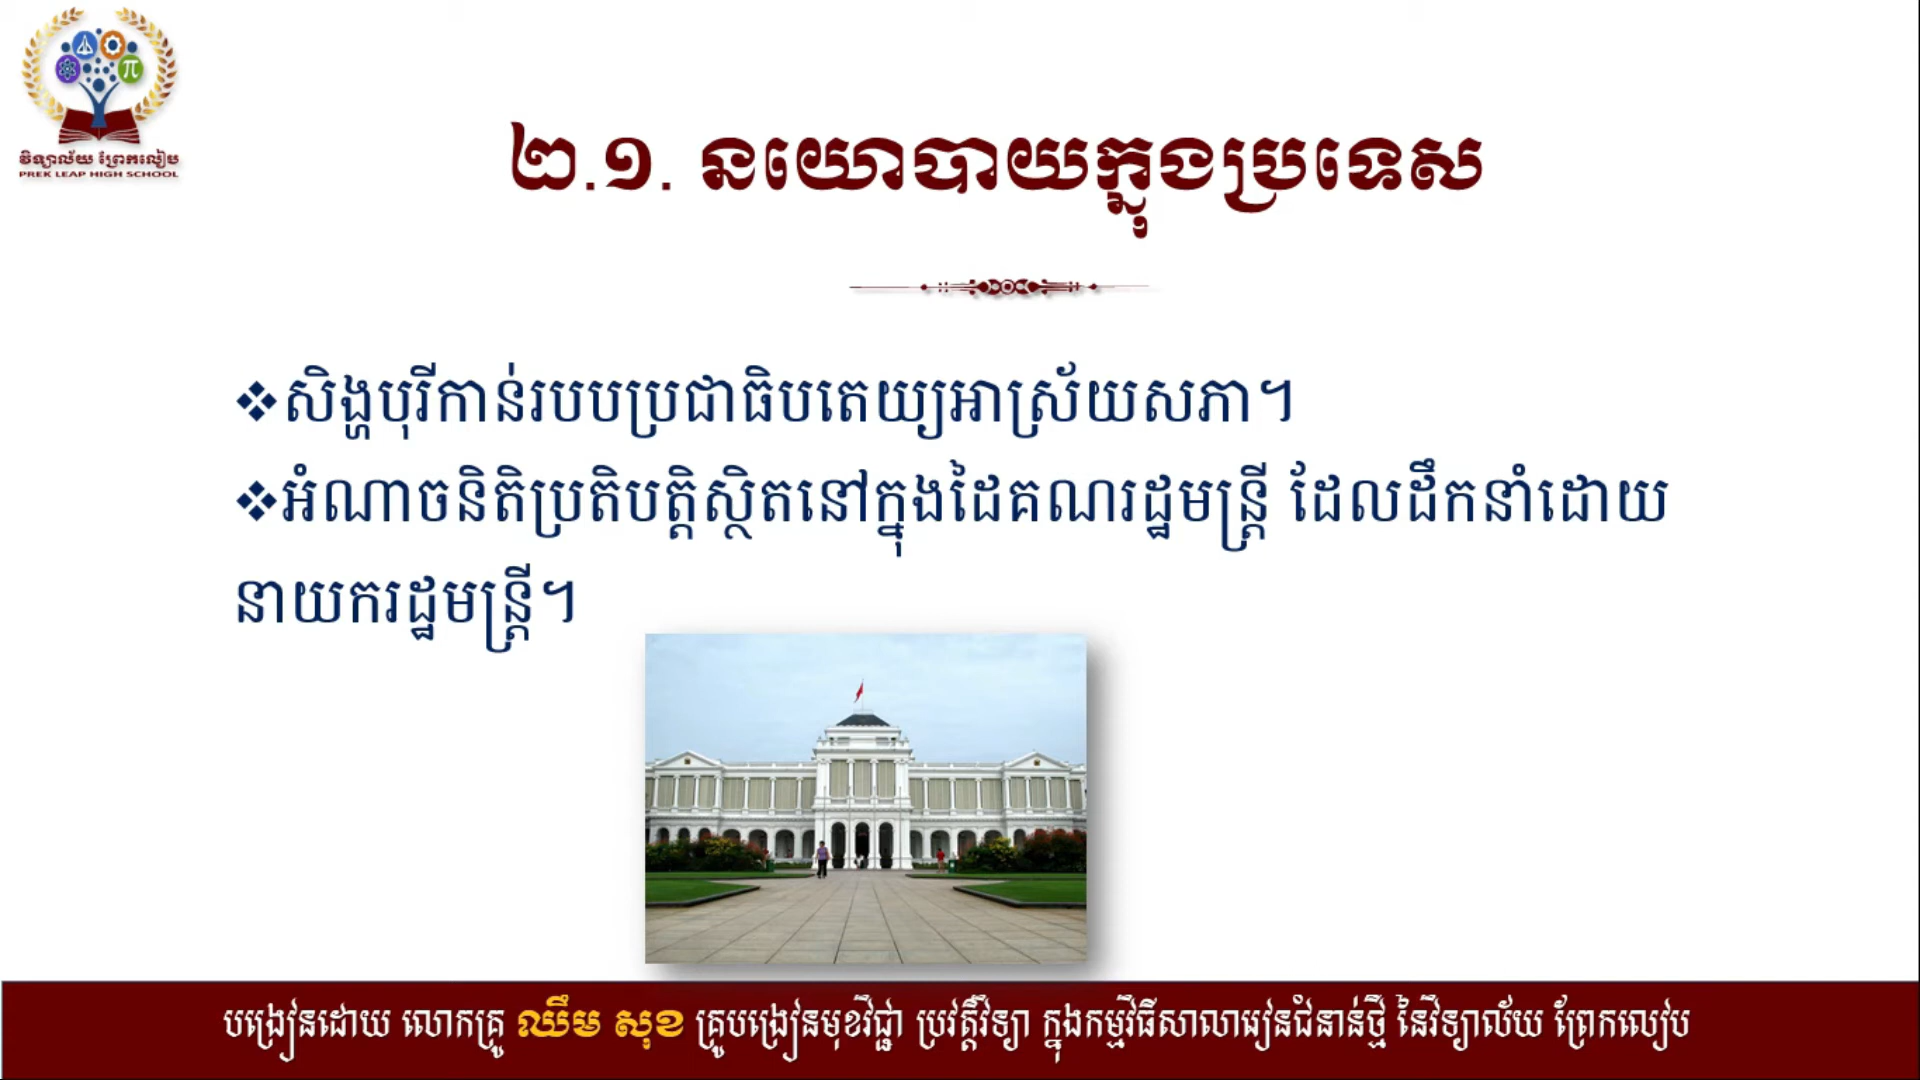 វិទ្យាល័យ ព្រែកលៀប
PREK LEAP HIGH SCHOOL
២.១. នយោបាយក្នុងប្រទេស
❖សិង្ហបុរីកាន់របបប្រជាធិបតេយ្យអាស្រ័យសភា។
❖អំណាចនិតិប្រតិបត្តិស្ថិតនៅក្នុងដៃគណរដ្ឋមន្ត្រី ដែលដឹកនាំដោយ
នាយករដ្ឋមន្ត្រី។
បង្រៀនដោយ លោកគ្រូ ឈឹម សុខ គ្រូបង្រៀនមុខវិជ្ជា ប្រវត្តិវិទ្យា ក្នុងកម្មវិធីសាលារៀនជំនាន់ថ្មី នៃវិទ្យាល័យ ព្រែកលៀប